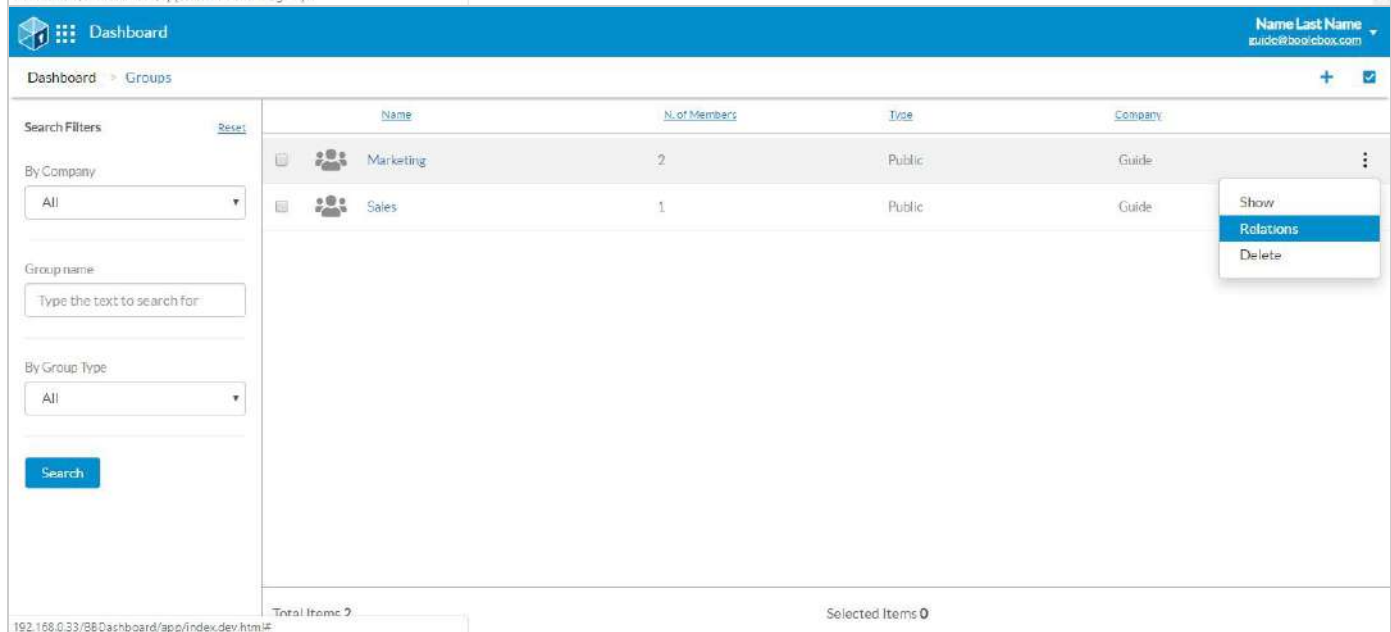 Dashboard
Name Last Name
guide@boolebox.com
Dashboard > Groups
Search Filters
Reset
Name
N. of Members
Type
Company
By Company
All
Marketing
2
Public
Guide
Sales
1
Public
Guide
Show
Relations
Delete
Group name
Type the text to search for
By Group Type
All
Search
Total Items 2
Selected Items 0
192.168.0.33/BBDashboard/app/index.dev.html#